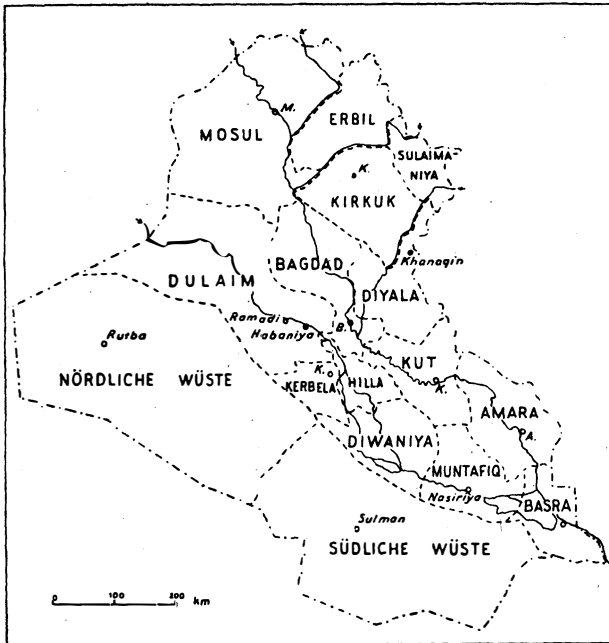 M.
ERBIL
MOSUL
SULAIMA-
NIYA
K.
KIRKUK
BAGDAD
Khanaqin
DULAIM
DIYALA
Ramadi
B.
Habaniya
Rutba
KUT
K.
HILLA
K.
NÖRDLICHE WÜSTE
KERBELA
AMARA
A.
DIWANIYA
MUNTAFIQ
Nasiriya
BASRA
Sulman
SÜDLICHE WÜSTE
0 100 200 km